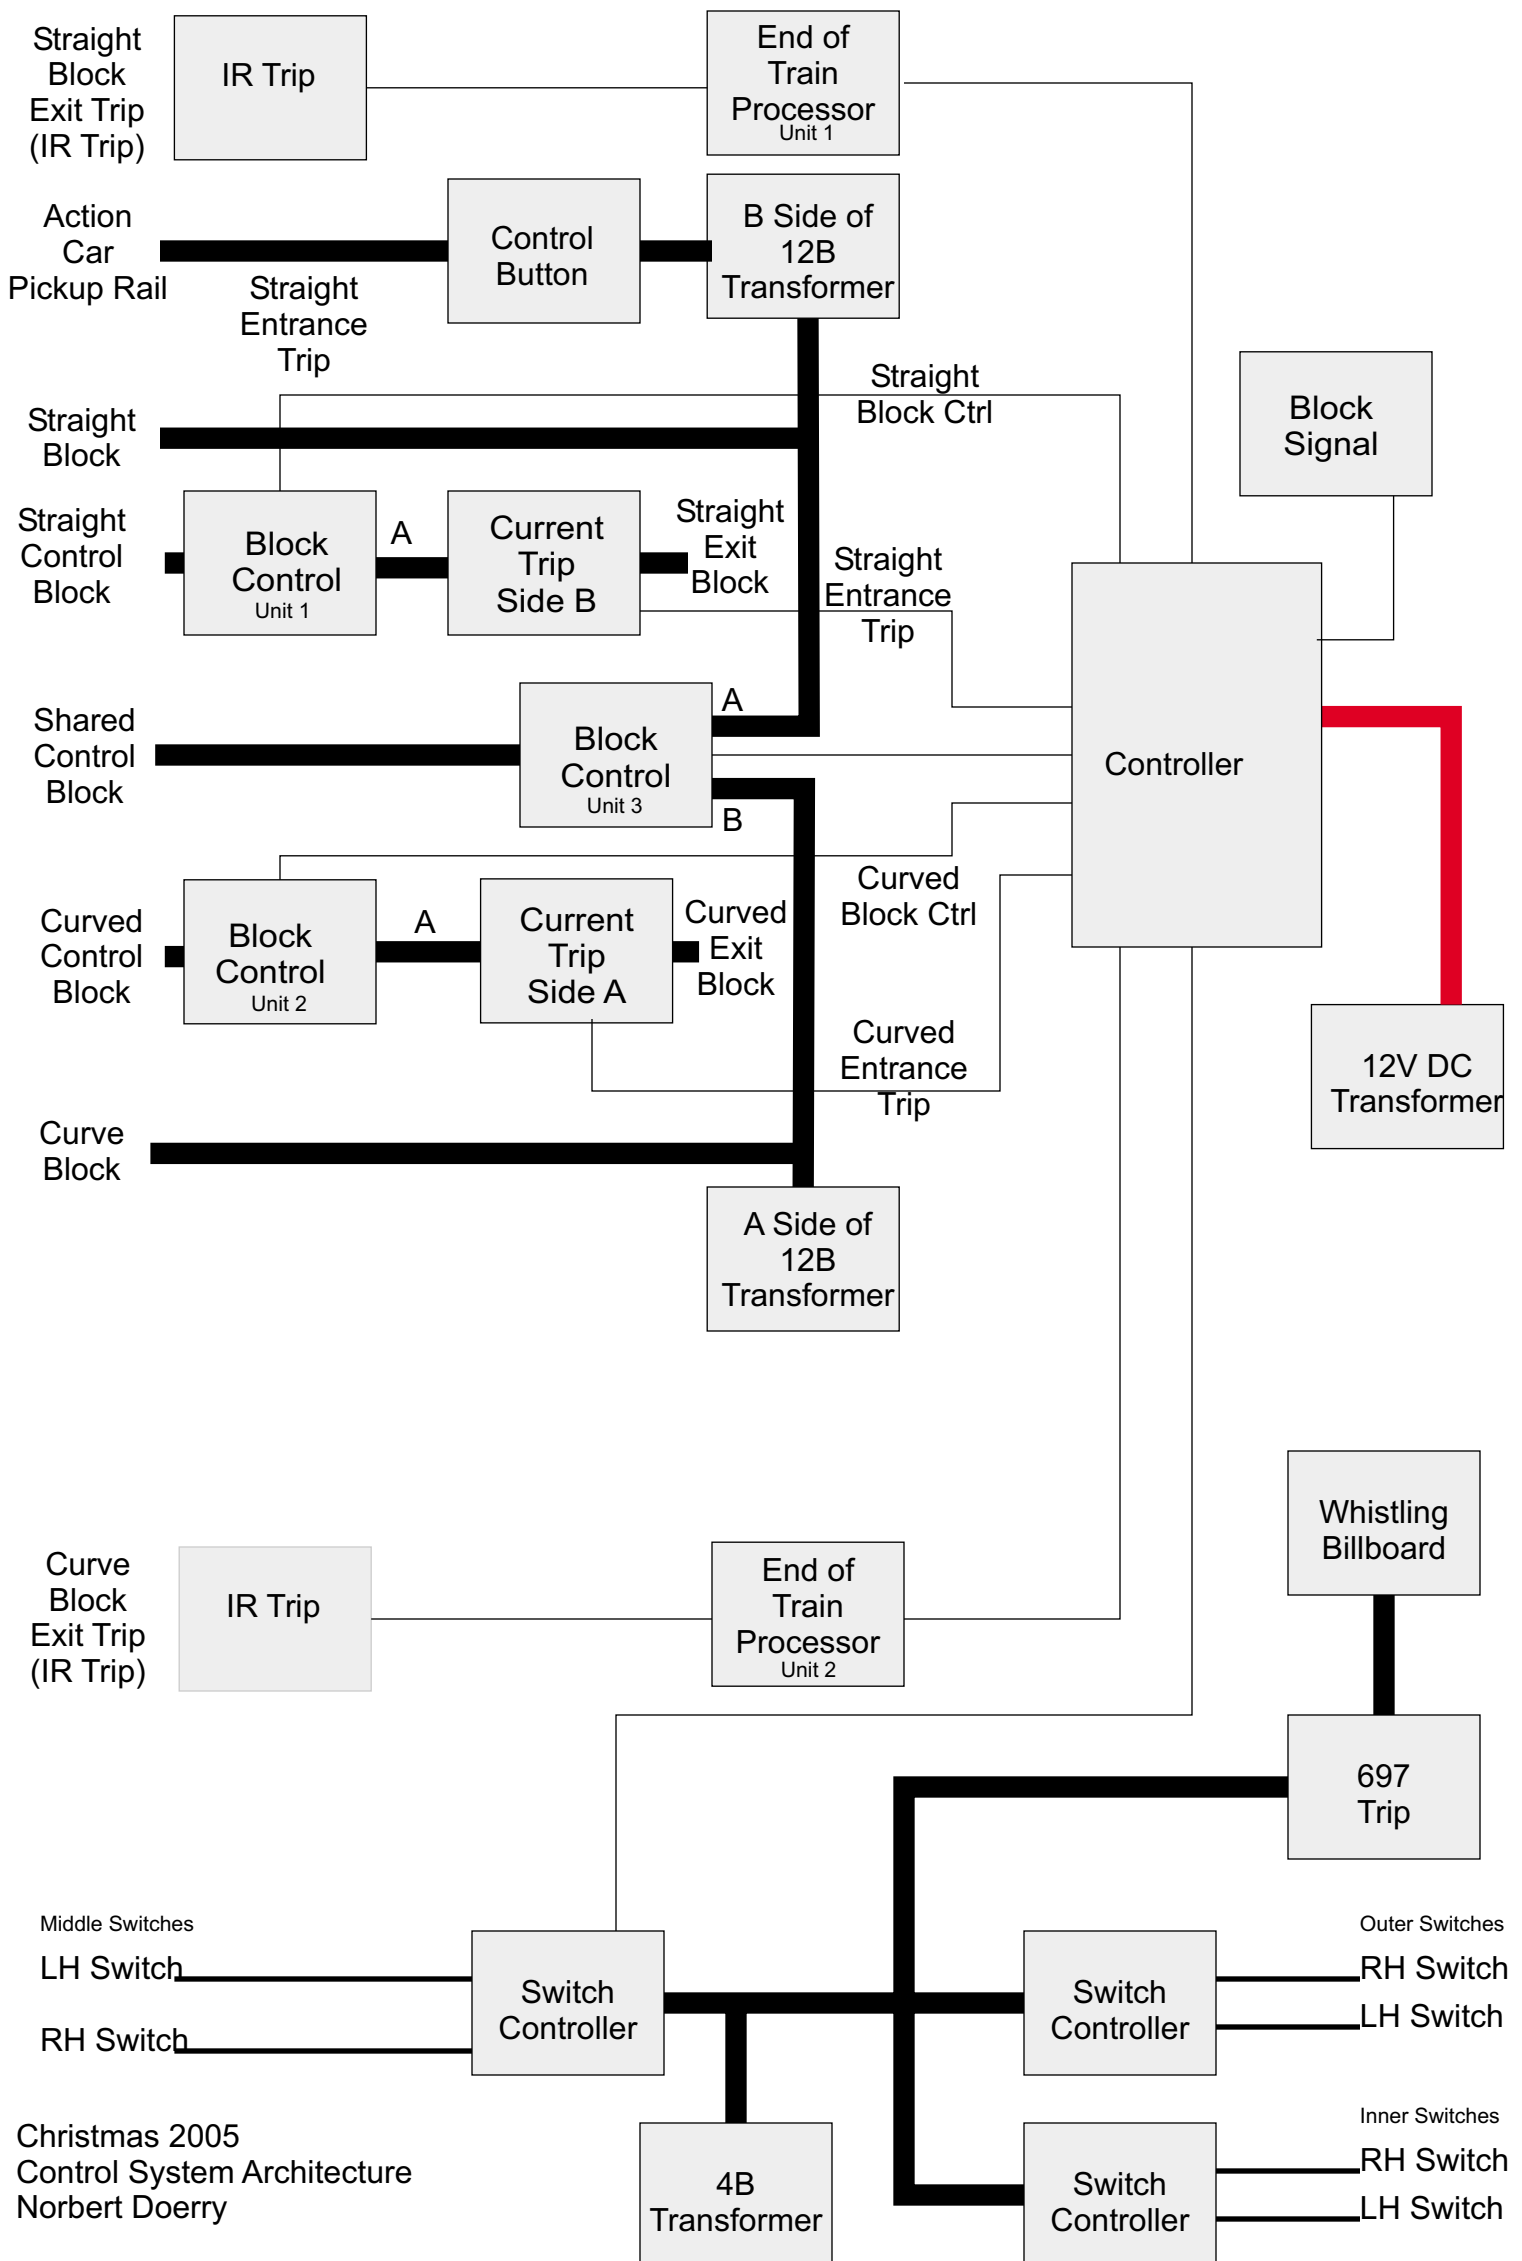 Straight
Block
Exit Trip
(IR Trip)
IR Trip
End of
Train
Processor
Unit 1
Action
Car
Pickup Rail
Straight
Entrance
Trip
Control
Button
B Side of
12B
Transformer
Straight
Block Ctrl
Block
Signal
Straight
Block
Straight
Control
Block
Block
Control
Unit 1
A
Current
Trip
Side B
Straight
Exit
Block
Straight
Entrance
Trip
Shared
Control
Block
Block
Control
Unit 3
A
B
Controller
Curved
Control
Block
Block
Control
Unit 2
A
Current
Trip
Side A
Curved
Exit
Block
Curved
Block Ctrl
Curved
Entrance
Trip
12V DC
Transformer
Curve
Block
A Side of
12B
Transformer
Curve
Block
Exit Trip
(IR Trip)
IR Trip
End of
Train
Processor
Unit 2
Whistling
Billboard
697
Trip
Middle Switches
LH Switch
RH Switch
Switch
Controller
Switch
Controller
Outer Switches
RH Switch
LH Switch
4B
Transformer
Switch
Controller
Inner Switches
RH Switch
LH Switch
Christmas 2005
Control System Architecture
Norbert Doerry